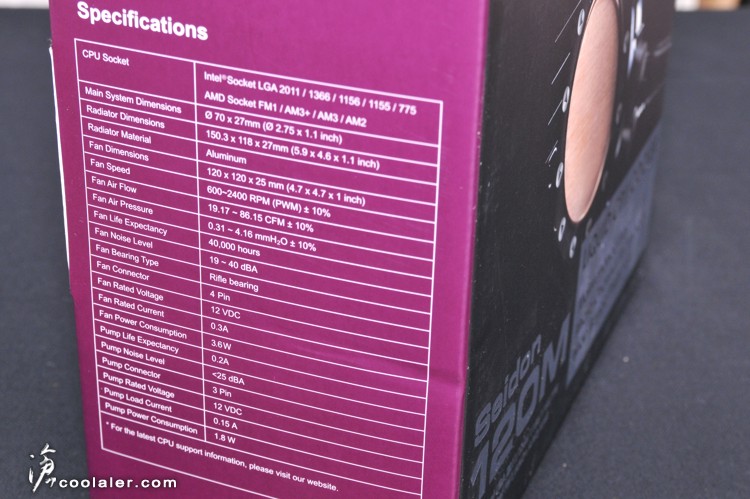 Specifications
CPU Socket Intel® Socket LGA 2011 / 1366 / 1156 / 1155 / 775
AMD Socket FM1 / AM3+ / AM3 / AM2
Main System Dimensions Ø 70 x 27mm (Ø 2.75 x 1.1 inch)
Radiator Dimensions 150.3 x 118 x 27mm (5.9 x 4.6 x 1.1 inch)
Radiator Material Aluminum
Fan Dimensions 120 x 120 x 25 mm (4.7 x 4.7 x 1 inch)
Fan Speed 600~2400 RPM (PWM) ± 10%
Fan Air Flow 19.17 ~ 86.15 CFM ± 10%
Fan Air Pressure 0.31 ~ 4.16 mmH₂O ± 10%
Fan Life Expectancy 40,000 hours
Fan Noise Level 19 ~ 40 dBA
Fan Bearing Type Rifle bearing
Fan Connector 4 Pin
Fan Rated Voltage 12 VDC
Fan Rated Current 0.3A
Fan Power Consumption 3.6W
Pump Life Expectancy 0.2A
Pump Noise Level <25 dBA
Pump Connector 3 Pin
Pump Rated Voltage 12 VDC
Pump Load Current 0.15 A
Pump Power Consumption 1.8 W
* For the latest CPU support information, please visit our website.
Seidon
120M
滄 coolaler.com